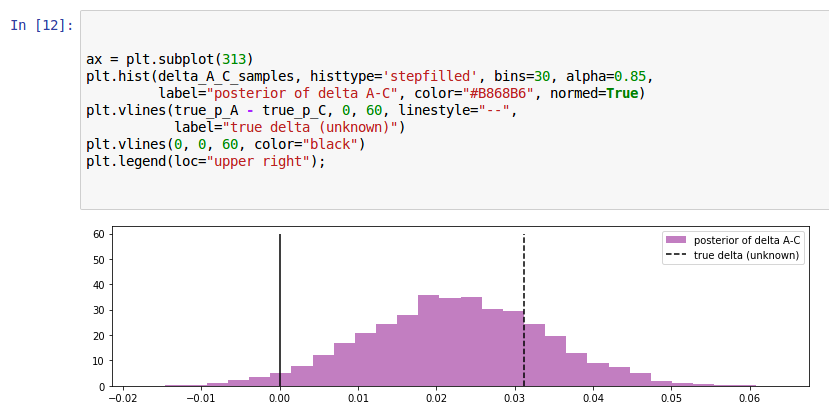 In [12]:
ax = plt.subplot(313)
plt.hist(delta_A_C_samples, histtype='stepfilled', bins=30, alpha=0.85,
         label="posterior of delta A-C", color="#B868B6", normed=True)
plt.vlines(true_p_A - true_p_C, 0, 60, linestyle="--",
           label="true delta (unknown)")
plt.vlines(0, 0, 60, color="black")
plt.legend(loc="upper right");
posterior of delta A-C
true delta (unknown)
60
50
40
30
20
10
0
−0.02 −0.01 0.00 0.01 0.02 0.03 0.04 0.05 0.06